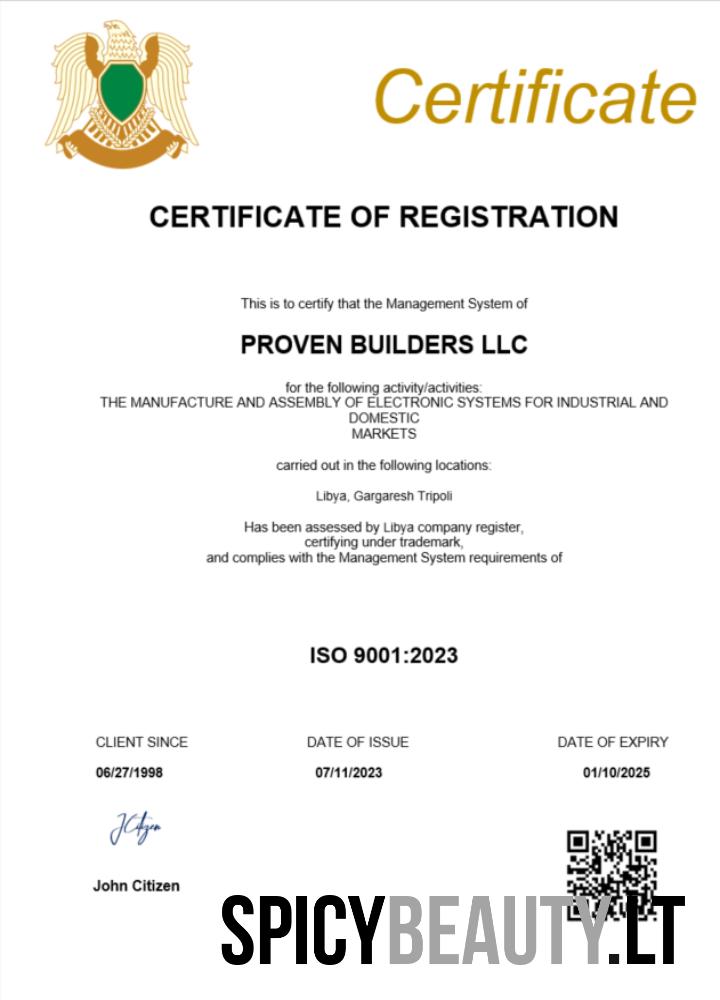 Certificate
CERTIFICATE OF REGISTRATION
This is to certify that the Management System of
PROVEN BUILDERS LLC
for the following activity/activities:
THE MANUFACTURE AND ASSEMBLY OF ELECTRONIC SYSTEMS FOR INDUSTRIAL AND
DOMESTIC
MARKETS
carried out in the following locations:
Libya, Gargaresh Tripoli
Has been assessed by Libya company register,
certifying under trademark,
and complies with the Management System requirements of
ISO 9001:2023
CLIENT SINCE DATE OF ISSUE DATE OF EXPIRY
06/27/1998 07/11/2023 01/10/2025
JCitizen
John Citizen
SPICYBEAUTY.LT